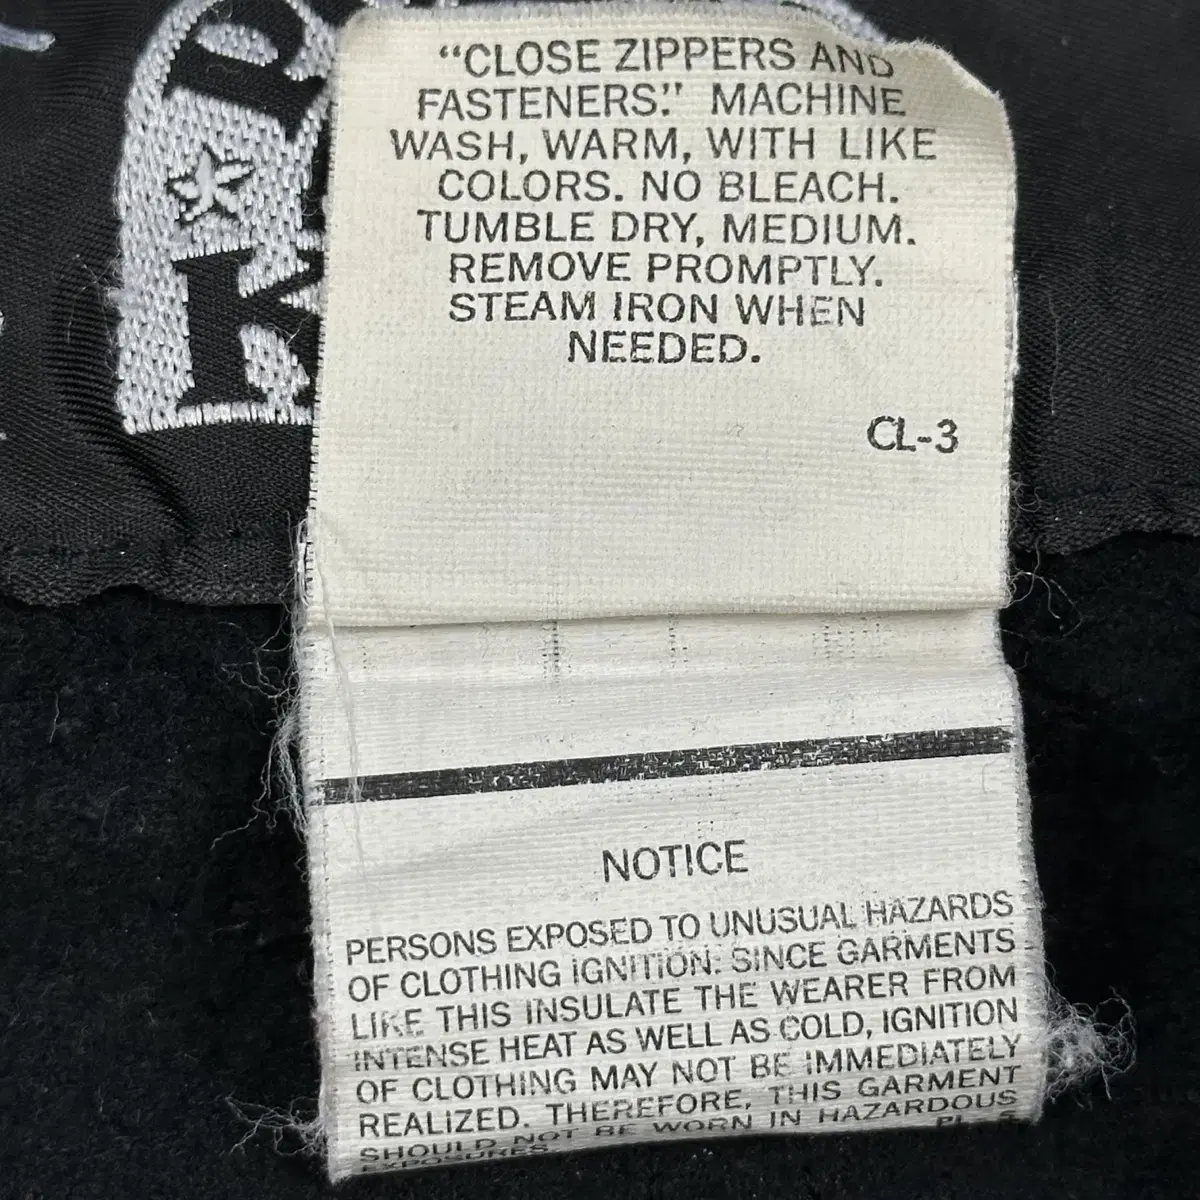 “CLOSE ZIPPERS AND
FASTENERS.” MACHINE
WASH, WARM, WITH LIKE
COLORS. NO BLEACH.
TUMBLE DRY, MEDIUM.
REMOVE PROMPTLY.
STEAM IRON WHEN
NEEDED.
CL-3
NOTICE
PERSONS EXPOSED TO UNUSUAL HAZARDS
OF CLOTHING IGNITION: SINCE GARMENTS
LIKE THIS INSULATE THE WEARER FROM
INTENSE HEAT AS WELL AS COLD, IGNITION
OF CLOTHING MAY NOT BE IMMEDIATELY
REALIZED. THEREFORE, THIS GARMENT
SHOULD NOT BE WORN IN HAZARDOUS
EXPOSURES.